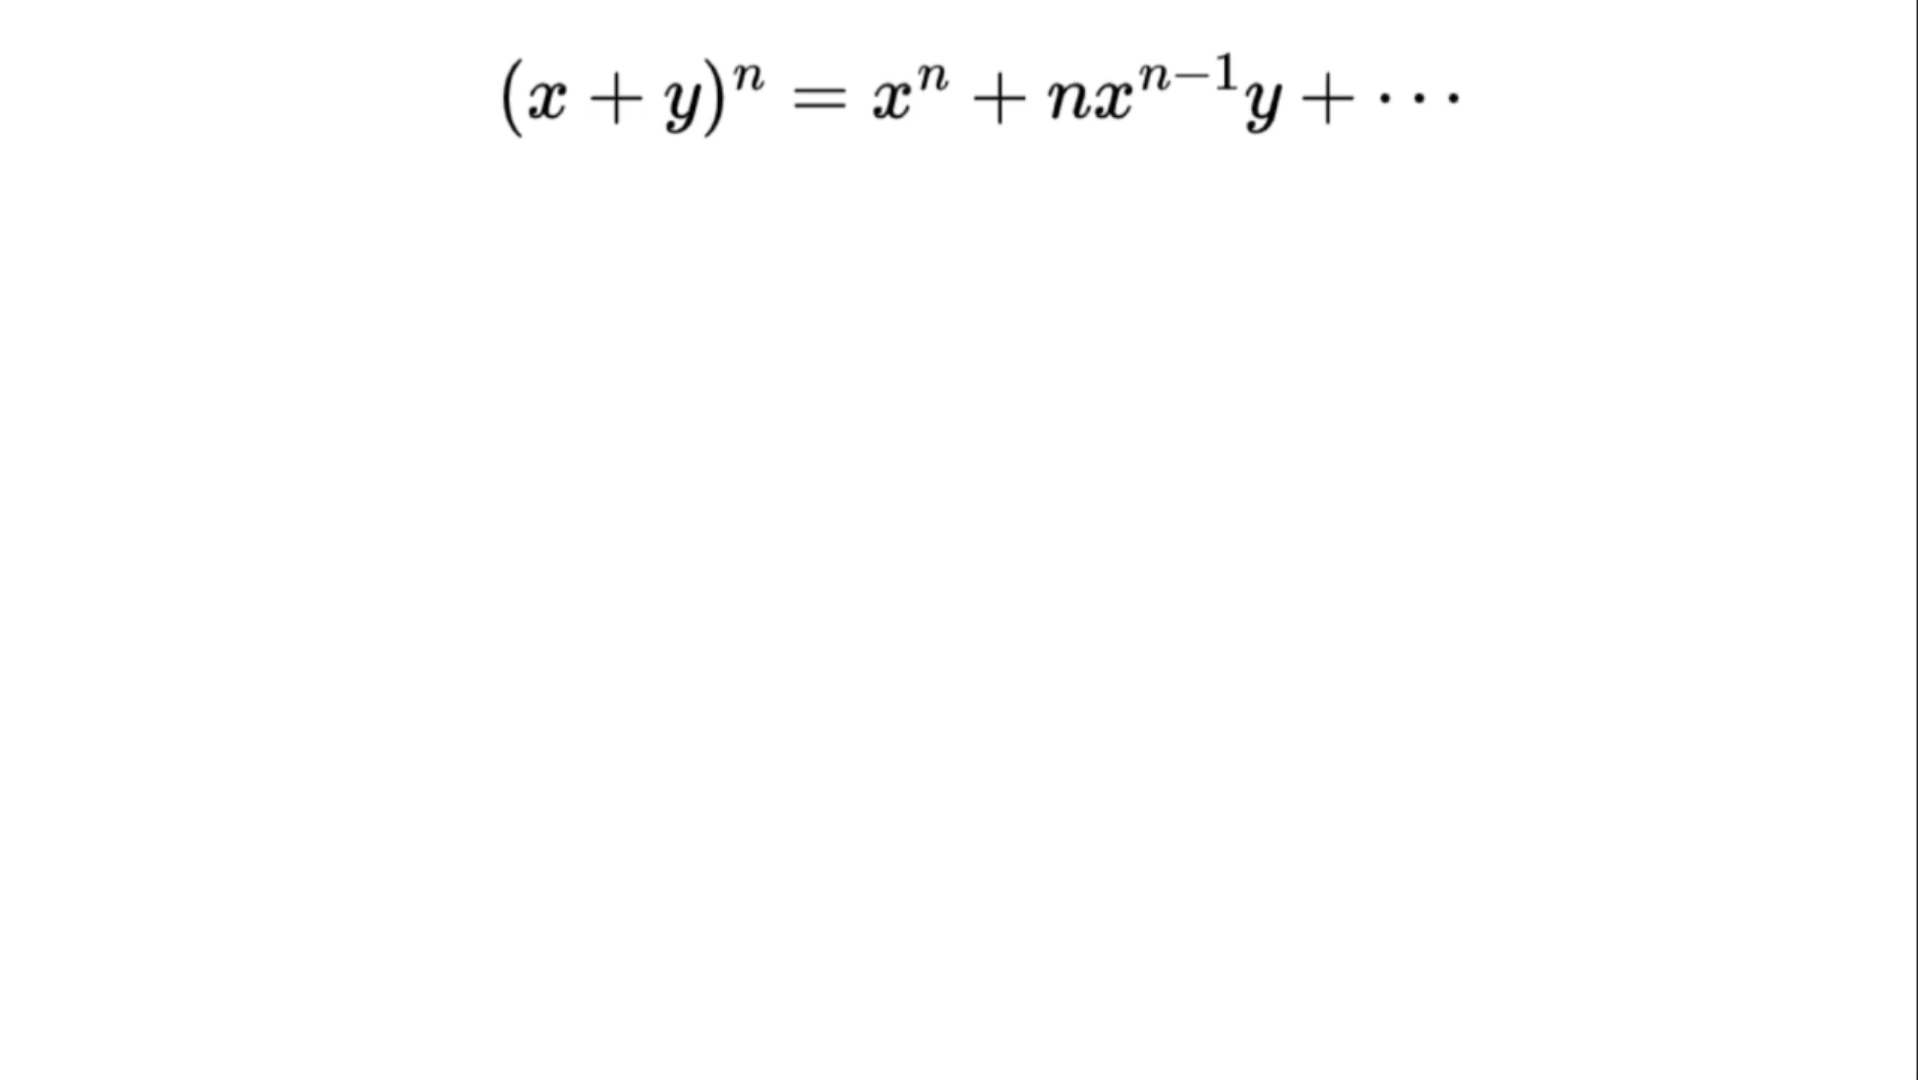 (x + y)^n = x^n + nx^{n-1}y + ⋯